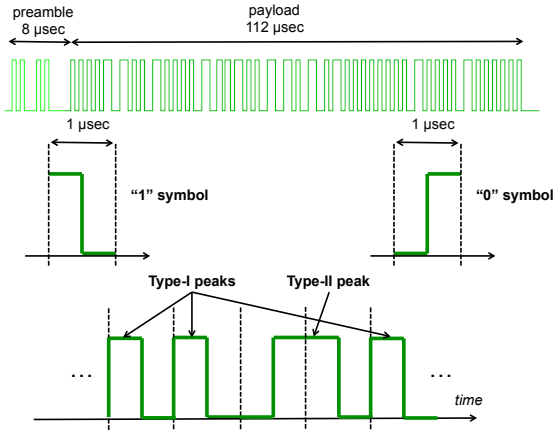 preamble
8 μsec
payload
112 μsec
1 μsec
1 μsec
“1” symbol
“0” symbol
Type-I peaks
Type-II peak
...
...
time